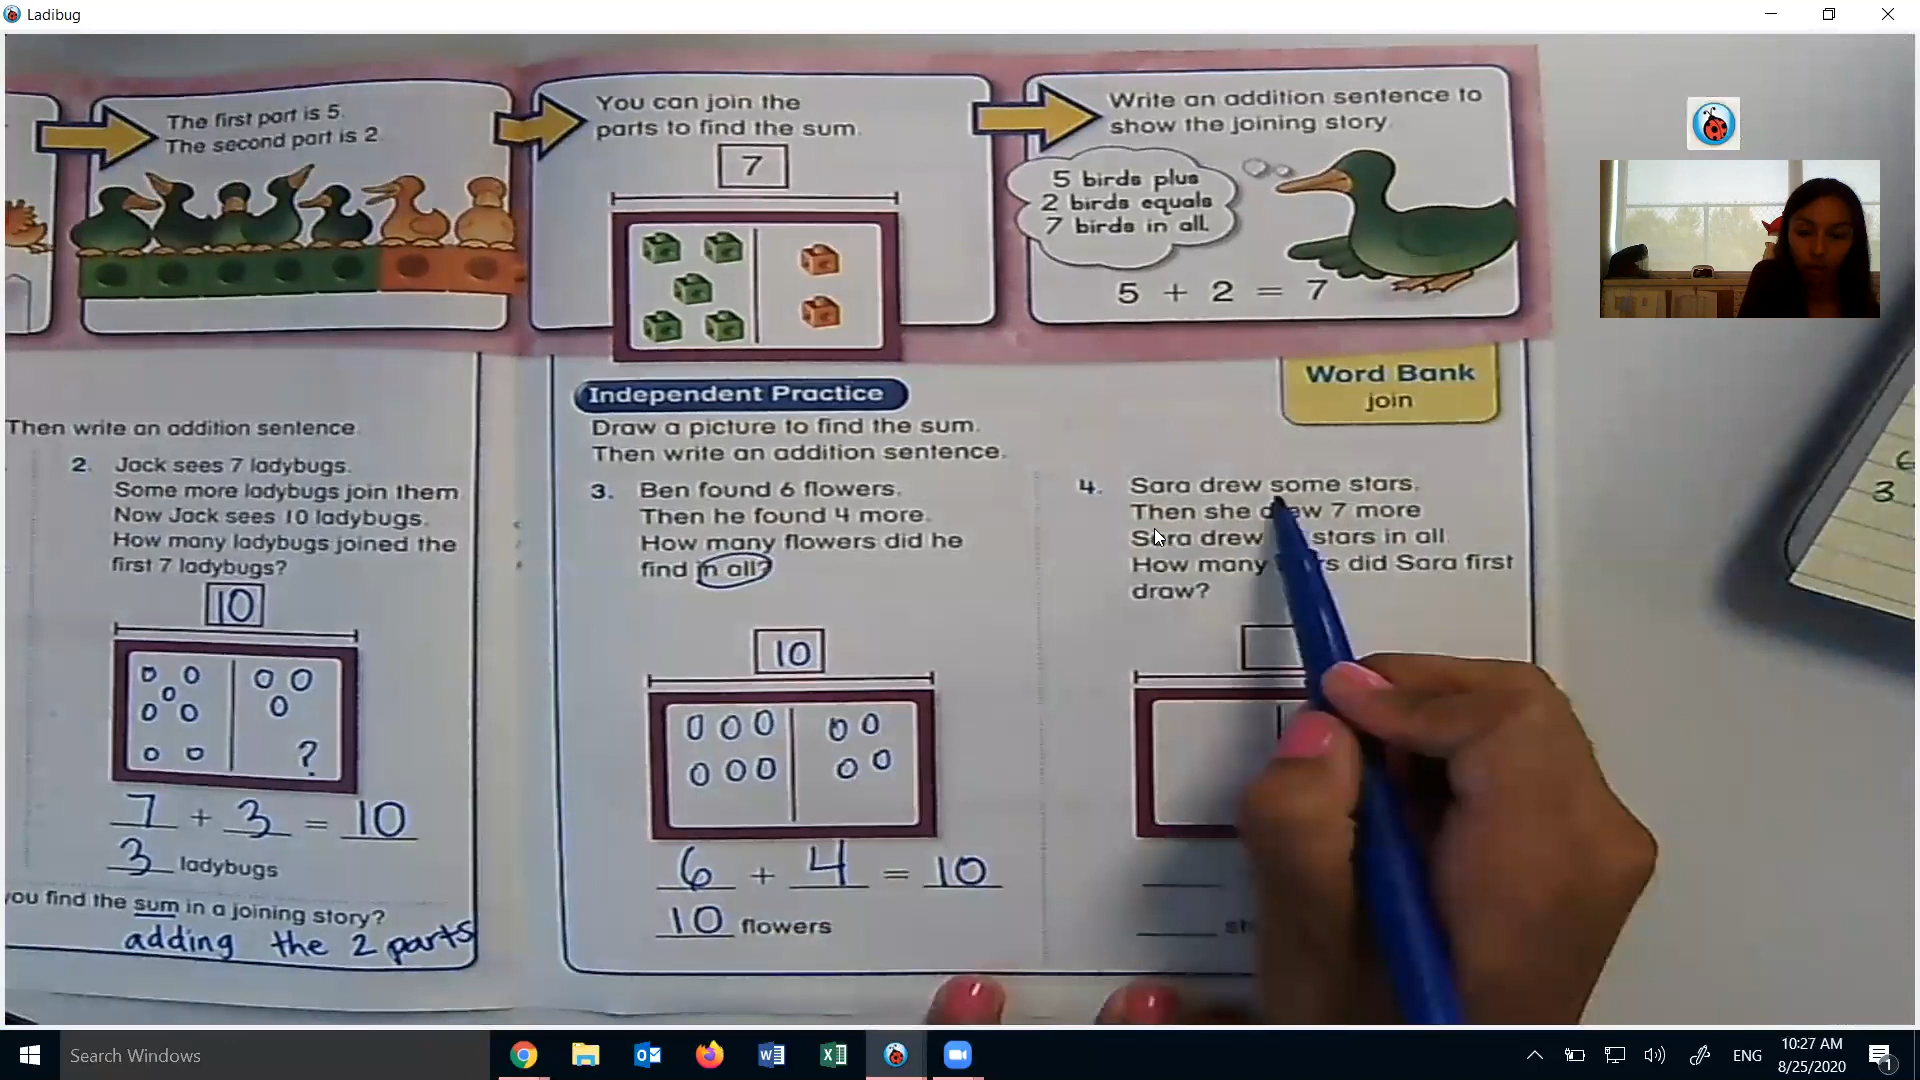 Ladibug
The first part is 5.
The second part is 2.
You can join the
parts to find the sum.
7
Write an addition sentence to
show the joining story.
5 birds plus
2 birds equals
7 birds in all.
5 + 2 = 7
Word Bank
join
Then write an addition sentence.
2. Jack sees 7 ladybugs.
Some more ladybugs join them
Now Jack sees 10 ladybugs.
How many ladybugs joined the
first 7 ladybugs?
10
?
7 + 3 = 10
3 ladybugs
you find the sum in a joining story?
adding the 2 parts
Independent Practice
Draw a picture to find the sum.
Then write an addition sentence.
3. Ben found 6 flowers.
Then he found 4 more.
How many flowers did he
find in all?
10
6 + 4 = 10
10 flowers
4. Sara drew some stars.
Then she 7 more
Sara drew stars in all
How many did Sara first
draw?
6
3
Search Windows
ENG
10:27 AM
8/25/2020
1